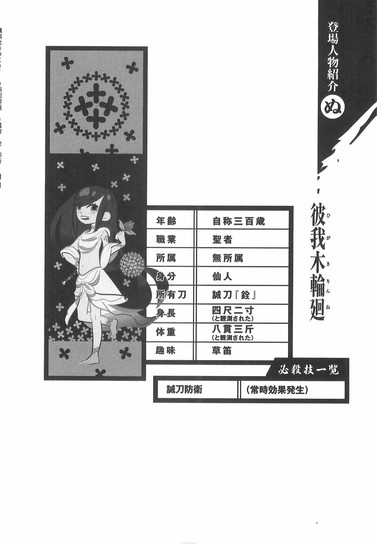 登場人物紹介
ぬ
彼我木輪廻
ひがきりんね
年齢 自称三百歳
職業 聖者
所属 無所属
身分 仙人
所有刀 誠刀『銓』
身長 四尺二寸(と観測された)
体重 八貫三斤(と観測された)
趣味 草笛
必殺技一覧
誠刀防衛 (常時効果発生)